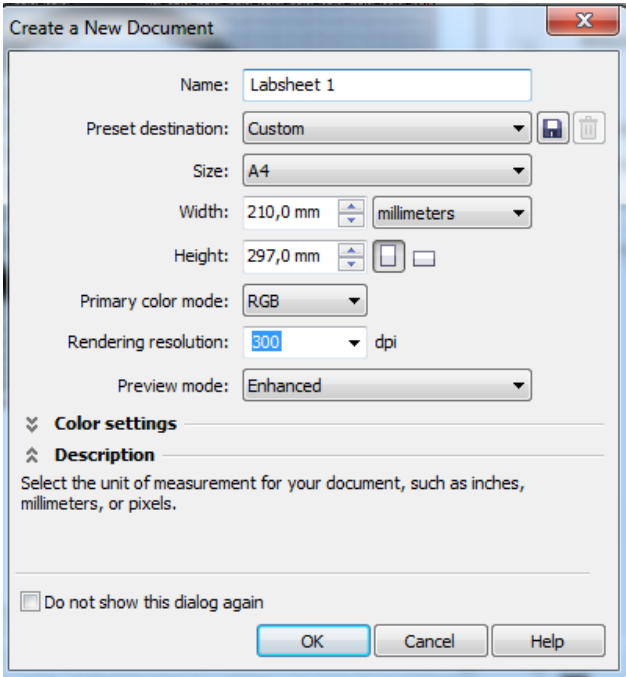 Create a New Document
Name: Labsheet 1
Preset destination: Custom
Size: A4
Width: 210,0 mm millimeters
Height: 297,0 mm
Primary color mode: RGB
Rendering resolution: 300 dpi
Preview mode: Enhanced
Color settings
Description
Select the unit of measurement for your document, such as inches,
millimeters, or pixels.
Do not show this dialog again
OK Cancel Help